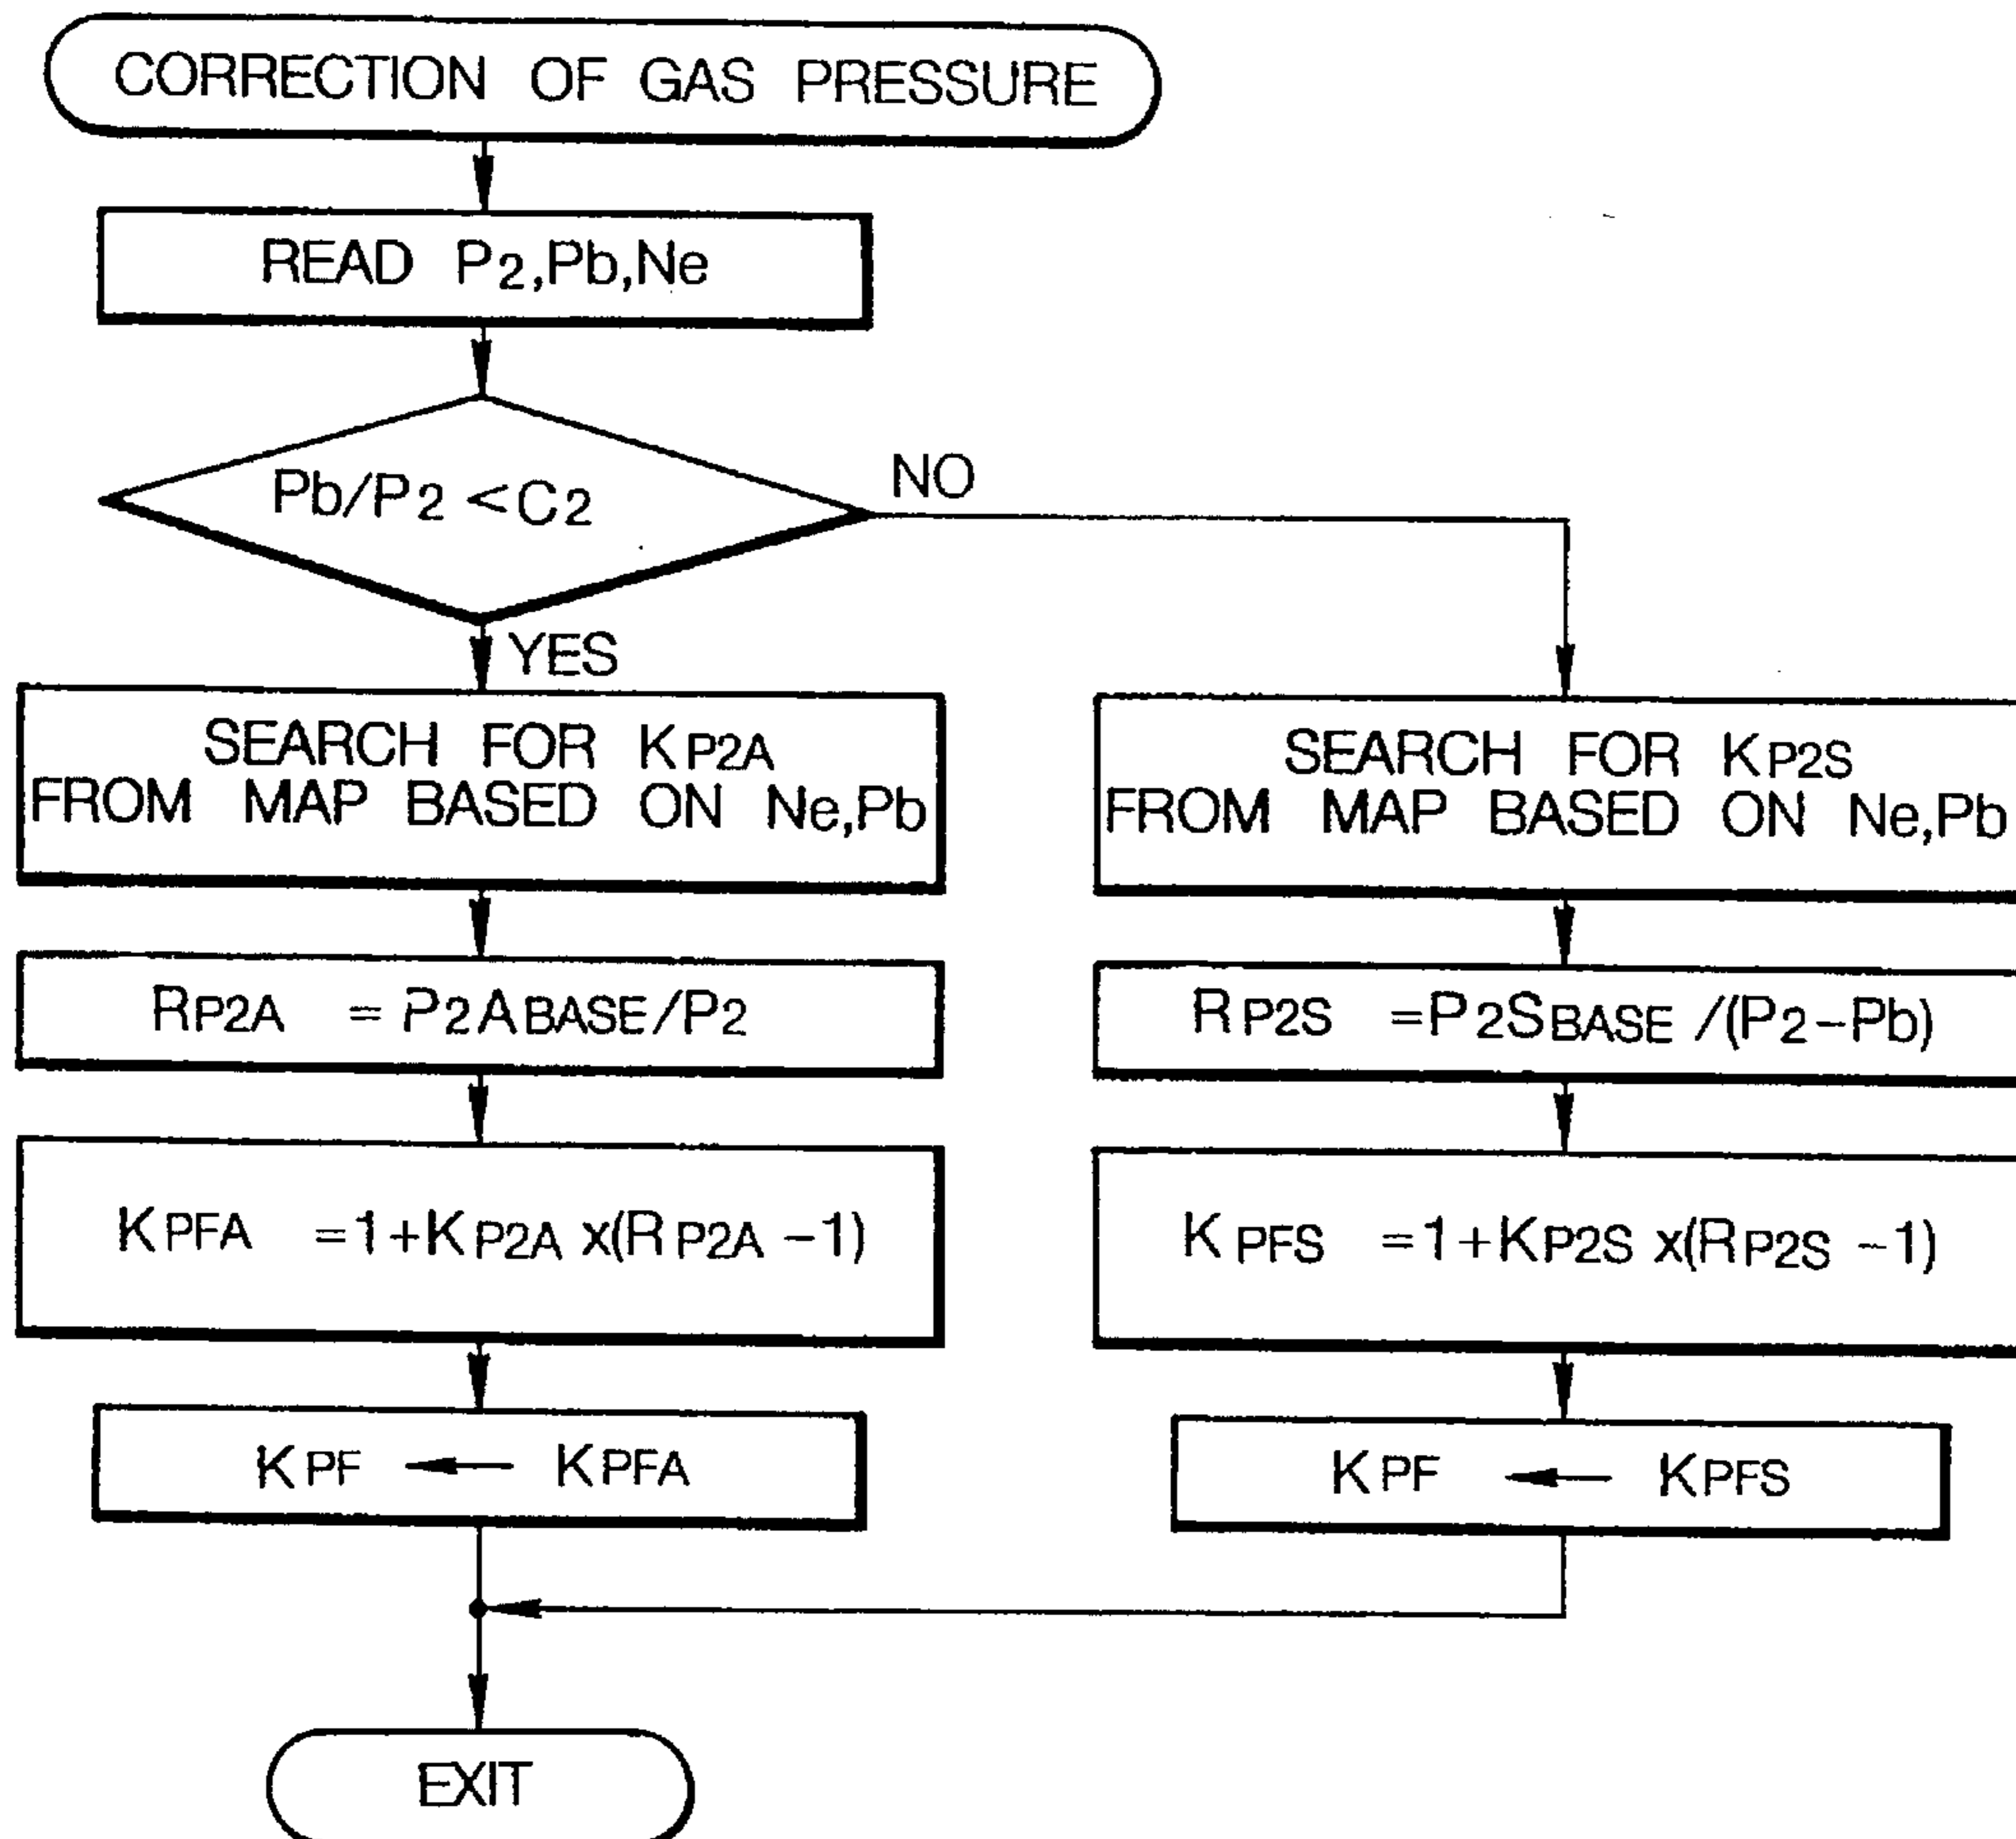 CORRECTION OF GAS PRESSURE
READ P2,Pb,Ne
Pb/P2 <C2
NO
YES
SEARCH FOR KP2A
FROM MAP BASED ON Ne,Pb
RP2A = P2ABASE/P2
KPFA =1+KP2A x(RP2A -1)
KPF ← KPFA
SEARCH FOR KP2S
FROM MAP BASED ON Ne,Pb
RP2S =P2SBASE /(P2-Pb)
KPFS =1+KP2S x(RP2S -1)
KPF ← KPFS
EXIT